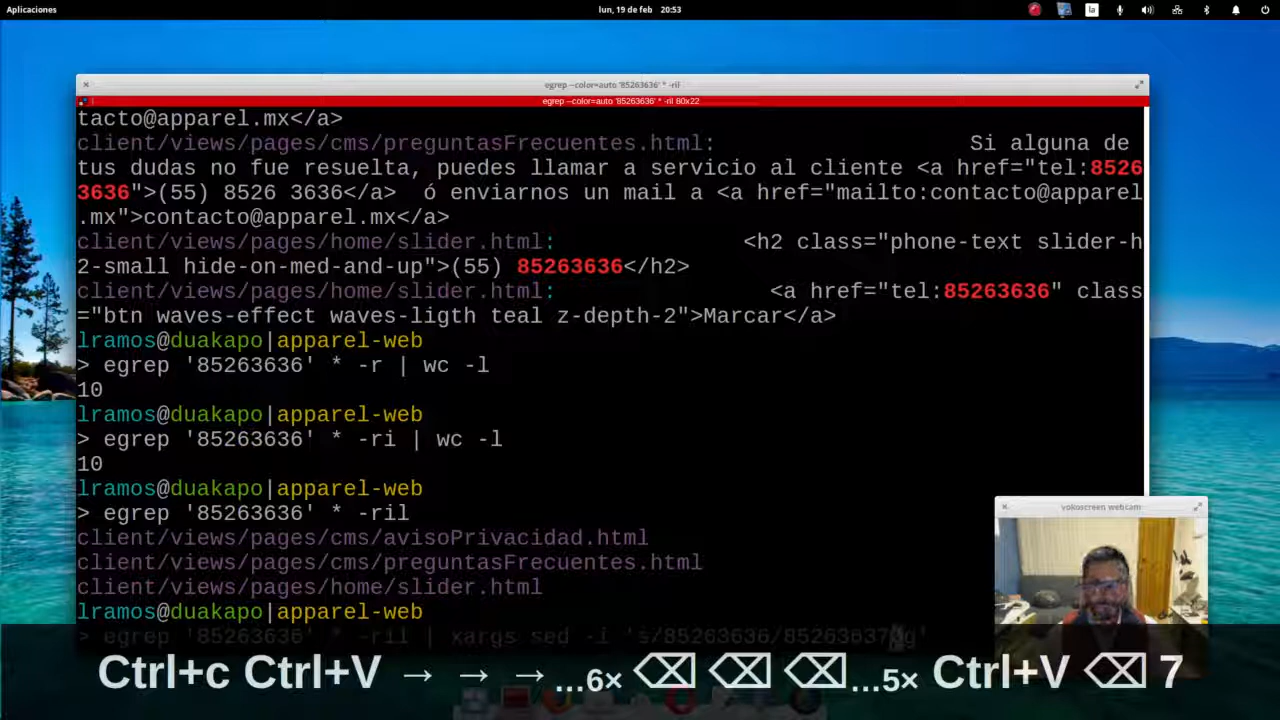 Aplicaciones
lun, 19 de feb 20:53
la
egrep --color=auto '85263636' * -ril
egrep --color=auto '85263636' * -ril 80x22
tacto@apparel.mx</a>
client/views/pages/cms/preguntasFrecuentes.html: Si alguna de
tus dudas no fue resuelta, puedes llamar a servicio al cliente <a href="tel:8526
3636">(55) 8526 3636</a> ó enviarnos un mail a <a href="mailto:contacto@apparel
.mx">contacto@apparel.mx</a>
client/views/pages/home/slider.html: <h2 class="phone-text slider-h
2-small hide-on-med-and-up">(55) 85263636</h2>
client/views/pages/home/slider.html: <a href="tel:85263636" class
="btn waves-effect waves-ligth teal z-depth-2">Marcar</a>
lramos@duakapo|apparel-web
> egrep '85263636' * -r | wc -l
10
lramos@duakapo|apparel-web
> egrep '85263636' * -ri | wc -l
10
lramos@duakapo|apparel-web
> egrep '85263636' * -ril
client/views/pages/cms/avisoPrivacidad.html
client/views/pages/cms/preguntasFrecuentes.html
client/views/pages/home/slider.html
lramos@duakapo|apparel-web
> egrep '85263636' * -ril | xargs sed -i 's/85263636/85263637/g'
vokoscreen webcam
Ctrl+c Ctrl+V → → → ...6× ⌫ ⌫ ⌫ ...5× Ctrl+V ⌫ 7